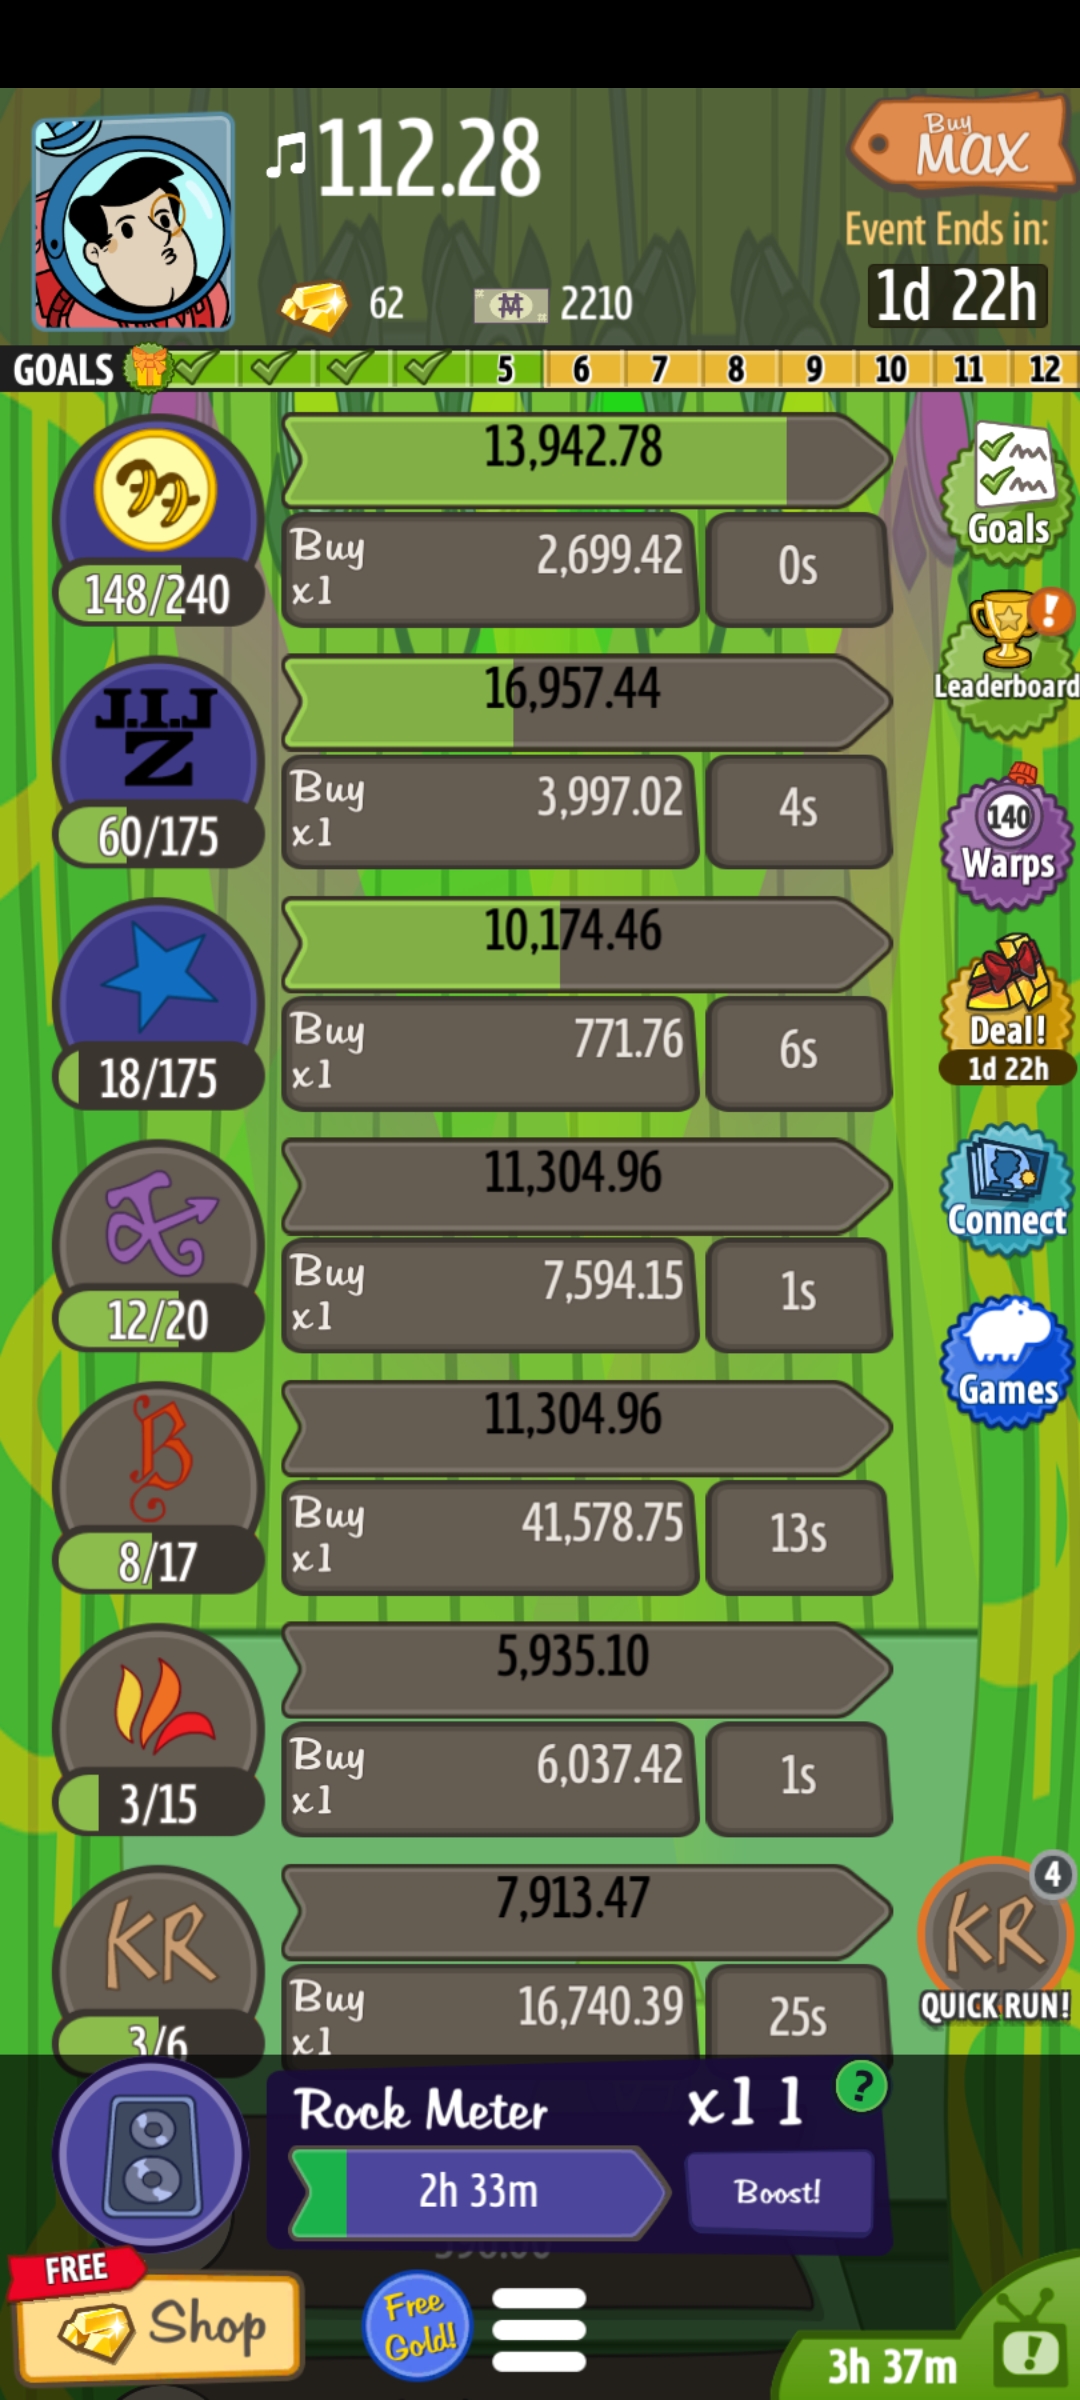 ♫112.28
Buy
MAX
Event Ends in:
1d 22h
62
2210
GOALS 5 6 7 8 9 10 11 12
13,942.78
148/240
Buy
x1
2,699.42
0s
Goals
J.I.J
Z
16,957.44
60/175
Buy
x1
3,997.02
4s
!
Leaderboard
10,174.46
18/175
Buy
x1
771.76
6s
140
Warps
Deal!
1d 22h
11,304.96
12/20
Buy
x1
7,594.15
1s
Connect
B
11,304.96
8/17
Buy
x1
41,578.75
13s
Games
5,935.10
3/15
Buy
x1
6,037.42
1s
KR
7,913.47
3/6
Buy
x1
16,740.39
25s
4
KR
QUICK RUN!
Rock Meter
x11
?
2h 33m
Boost!
FREE
Shop
Free
Gold!
!
3h 37m